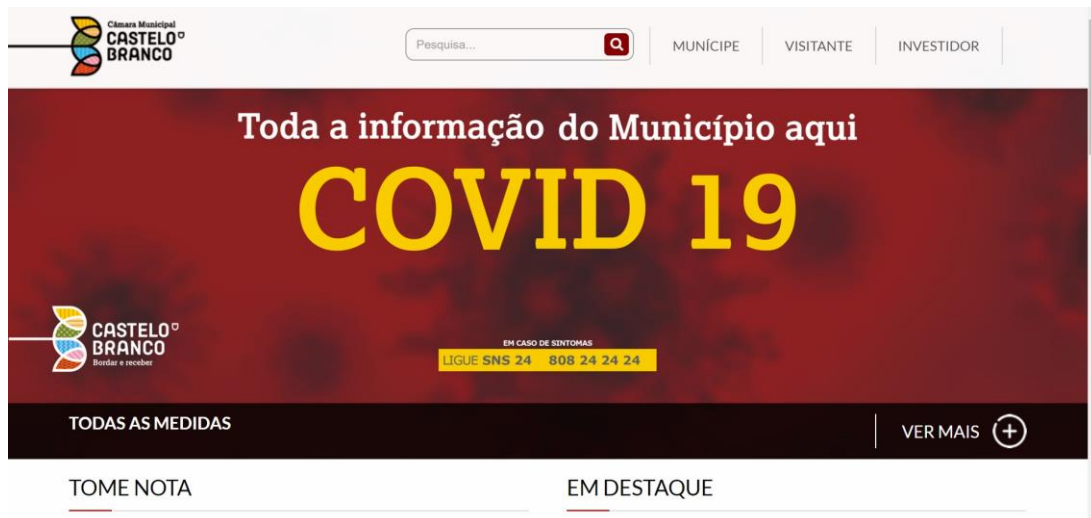 Câmara Municipal
CASTELO
BRANCO
Pesquisa...
MUNÍCIPE
VISITANTE
INVESTIDOR
Toda a informação do Município aqui
COVID 19
CASTELO
BRANCO
Bordar e receber
EM CASO DE SINTOMAS
LIGUE SNS 24 808 24 24 24
TODAS AS MEDIDAS
VER MAIS
TOME NOTA
EM DESTAQUE